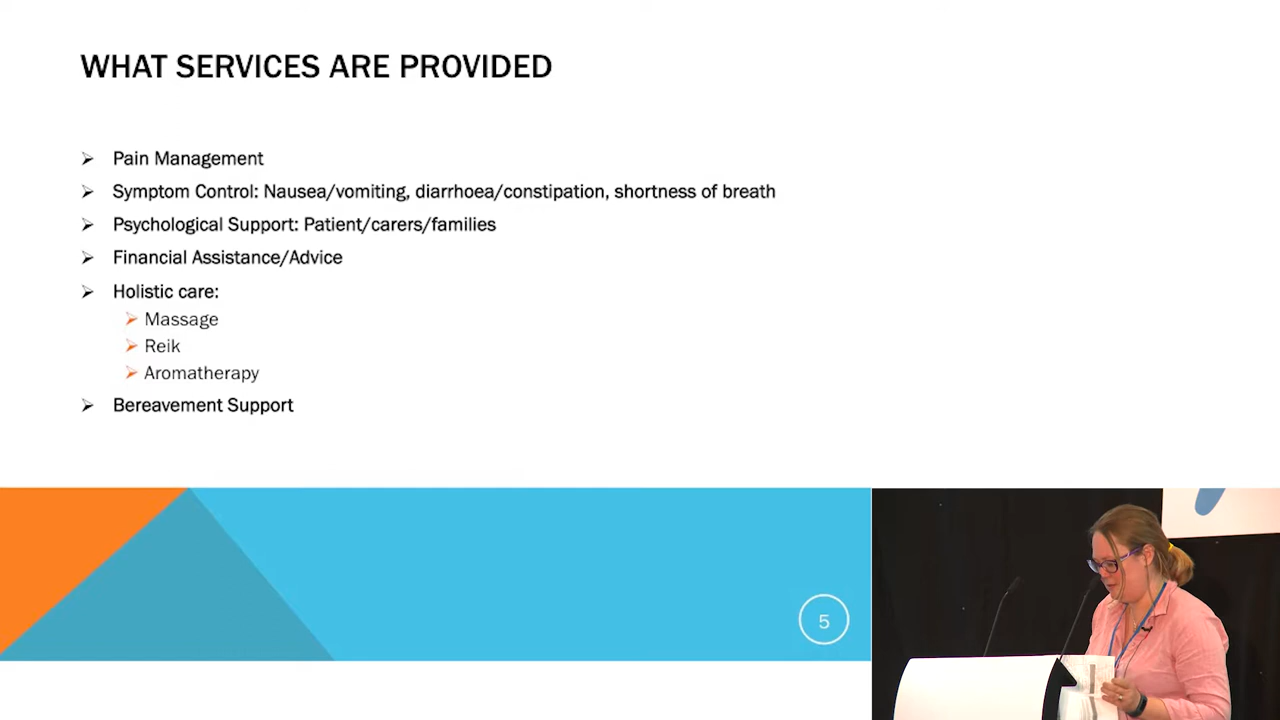 WHAT SERVICES ARE PROVIDED
Pain Management
Symptom Control: Nausea/vomiting, diarrhoea/constipation, shortness of breath
Psychological Support: Patient/carers/families
Financial Assistance/Advice
Holistic care:
Massage
Reik
Aromatherapy
Bereavement Support
5